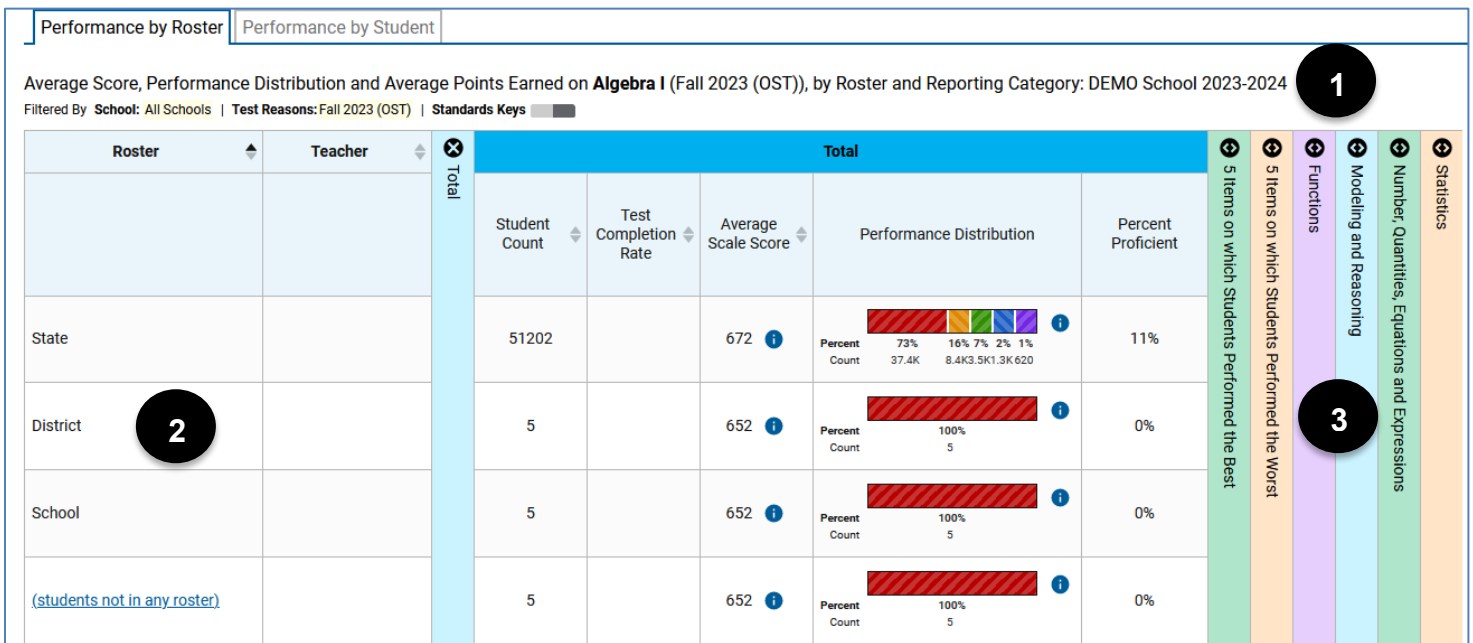 Performance by Roster
Performance by Student
Average Score, Performance Distribution and Average Points Earned on Algebra I (Fall 2023 (OST)), by Roster and Reporting Category: DEMO School 2023-2024
1
Filtered By School: All Schools | Test Reasons: Fall 2023 (OST) | Standards Keys
Roster
Teacher
Total
Total
Student
Count
Test
Completion
Rate
Average
Scale Score
Performance Distribution
Percent
Proficient
5 Items on which Students Performed the Best
5 Items on which Students Performed the Worst
Functions
Modeling and Reasoning
Number, Quantities, Equations and Expressions
Statistics
State
51202
672
Percent 73% 16% 7% 2% 1%
Count 37.4K 8.4K 3.5K 1.3K 620
11%
District
2
5
652
Percent 100%
Count 5
0%
3
School
5
652
Percent 100%
Count 5
0%
(students not in any roster)
5
652
Percent 100%
Count 5
0%